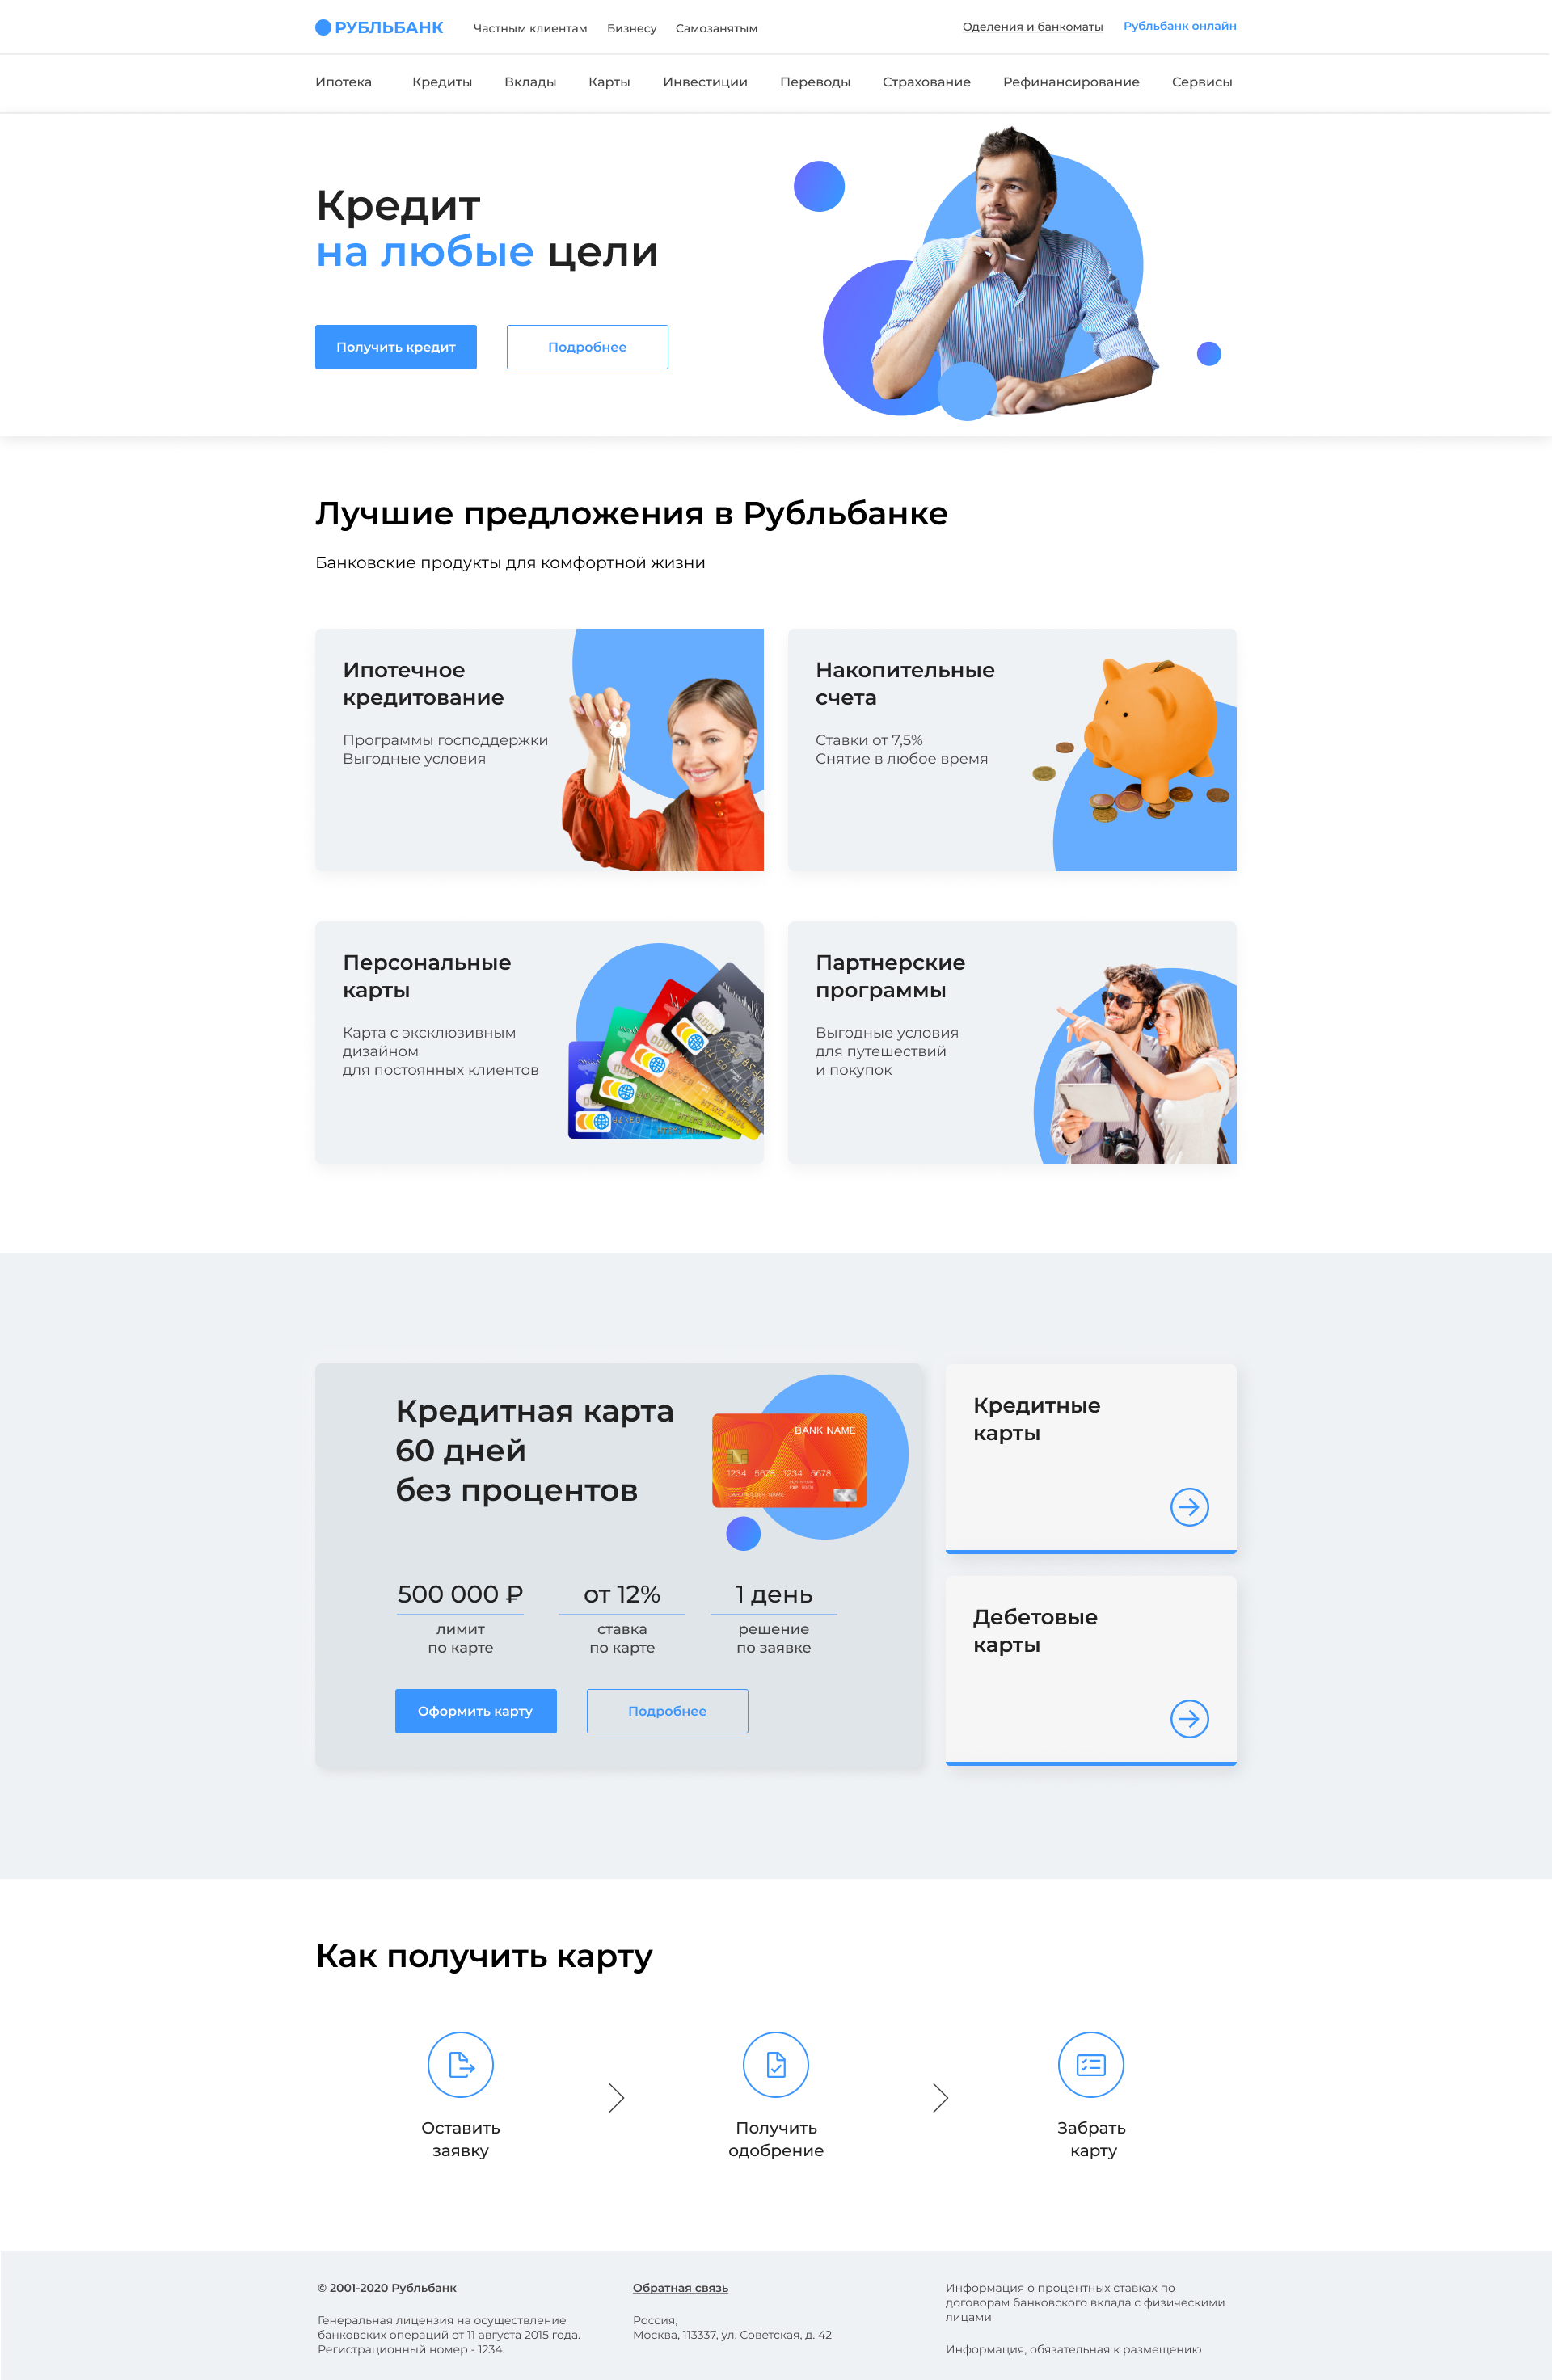 РУБЛЬБАНК
Частным клиентам
Бизнесу
Самозанятым
Оделения и банкоматы
Рубльбанк онлайн
Ипотека
Кредиты
Вклады
Карты
Инвестиции
Переводы
Страхование
Рефинансирование
Сервисы
Кредит
на любые цели
Получить кредит
Подробнее
Лучшие предложения в Рубльбанке
Банковские продукты для комфортной жизни
Ипотечное
кредитование
Программы господдержки
Выгодные условия
Накопительные
счета
Ставки от 7,5%
Снятие в любое время
Персональные
карты
Карта с эксклюзивным
дизайном
для постоянных клиентов
Партнерские
программы
Выгодные условия
для путешествий
и покупок
Кредитная карта
60 дней
без процентов
BANK NAME
1234 5678 1234 5678
CARDHOLDER NAME
500 000 ₽
лимит
по карте
от 12%
ставка
по карте
1 день
решение
по заявке
Оформить карту
Подробнее
Кредитные
карты
Дебетовые
карты
Как получить карту
Оставить
заявку
Получить
одобрение
Забрать
карту
© 2001-2020 Рубльбанк
Генеральная лицензия на осуществление
банковских операций от 11 августа 2015 года.
Регистрационный номер - 1234.
Обратная связь
Россия,
Москва, 113337, ул. Советская, д. 42
Информация о процентных ставках по
договорам банковского вклада с физическими
лицами
Информация, обязательная к размещению